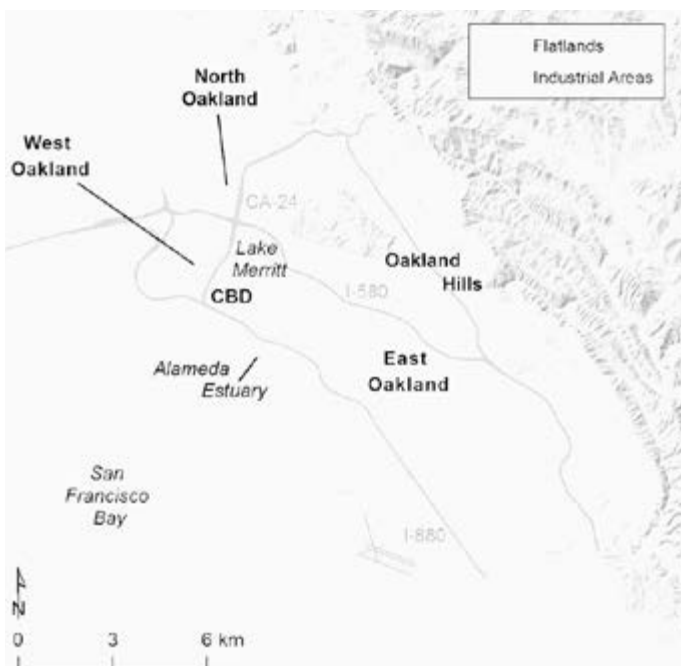 Flatlands
Industrial Areas
North
Oakland
West
Oakland
CA-24
Lake
Merritt
Oakland
Hills
CBD
I-580
East
Oakland
Alameda
Estuary
San
Francisco
Bay
I-880
N
0 3 6 km